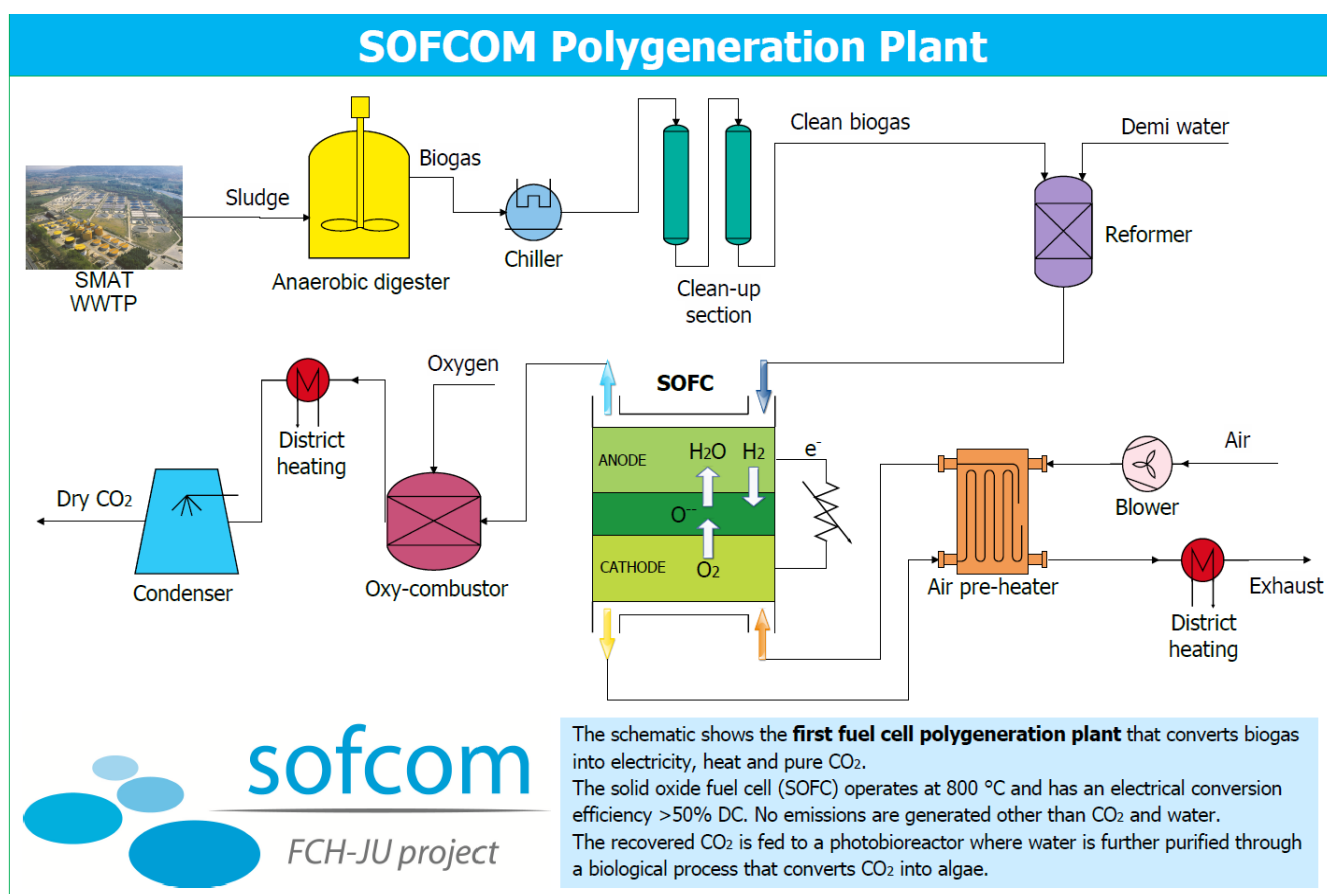 SOFCOM Polygeneration Plant
Clean biogas
Demi water
Biogas
Sludge
Reformer
Chiller
SMAT
WWTP
Anaerobic digester
Clean-up
section
Oxygen
SOFC
District
heating
ANODE
H2O
H2
e-
Air
Blower
Dry CO2
O--
CATHODE
O2
Condenser
Oxy-combustor
Air pre-heater
Exhaust
District
heating
sofcom
FCH-JU project
The schematic shows the first fuel cell polygeneration plant that converts biogas
into electricity, heat and pure CO2.
The solid oxide fuel cell (SOFC) operates at 800 °C and has an electrical conversion
efficiency >50% DC. No emissions are generated other than CO2 and water.
The recovered CO2 is fed to a photobioreactor where water is further purified through
a biological process that converts CO2 into algae.